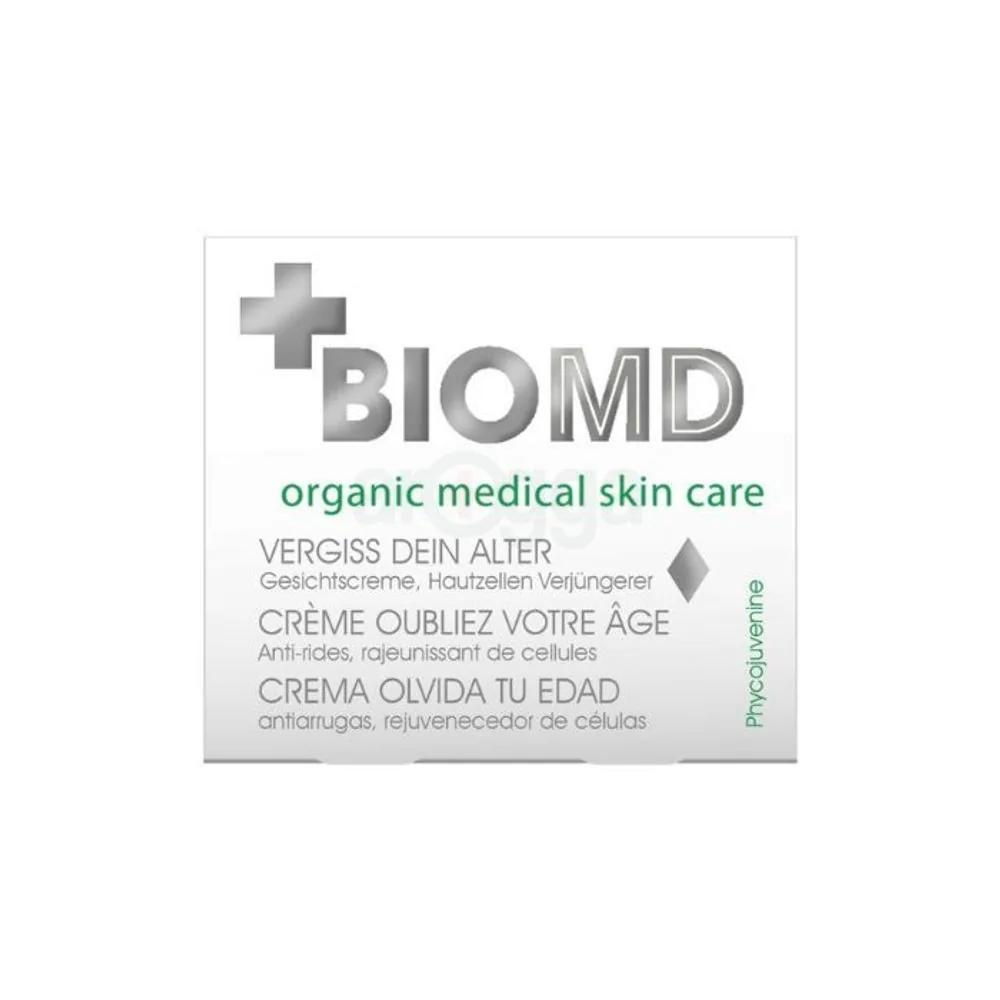 BIOMD
organic medical skin care
arogga
VERGISS DEIN ALTER
Gesichtscreme, Hautzellen Verjüngerer
CRÈME OUBLIEZ VOTRE ÂGE
Anti-rides, rajeunissant de cellules
CREMA OLVIDA TU EDAD
antiarrugas, rejuvenecedor de células
Phycojuvenine